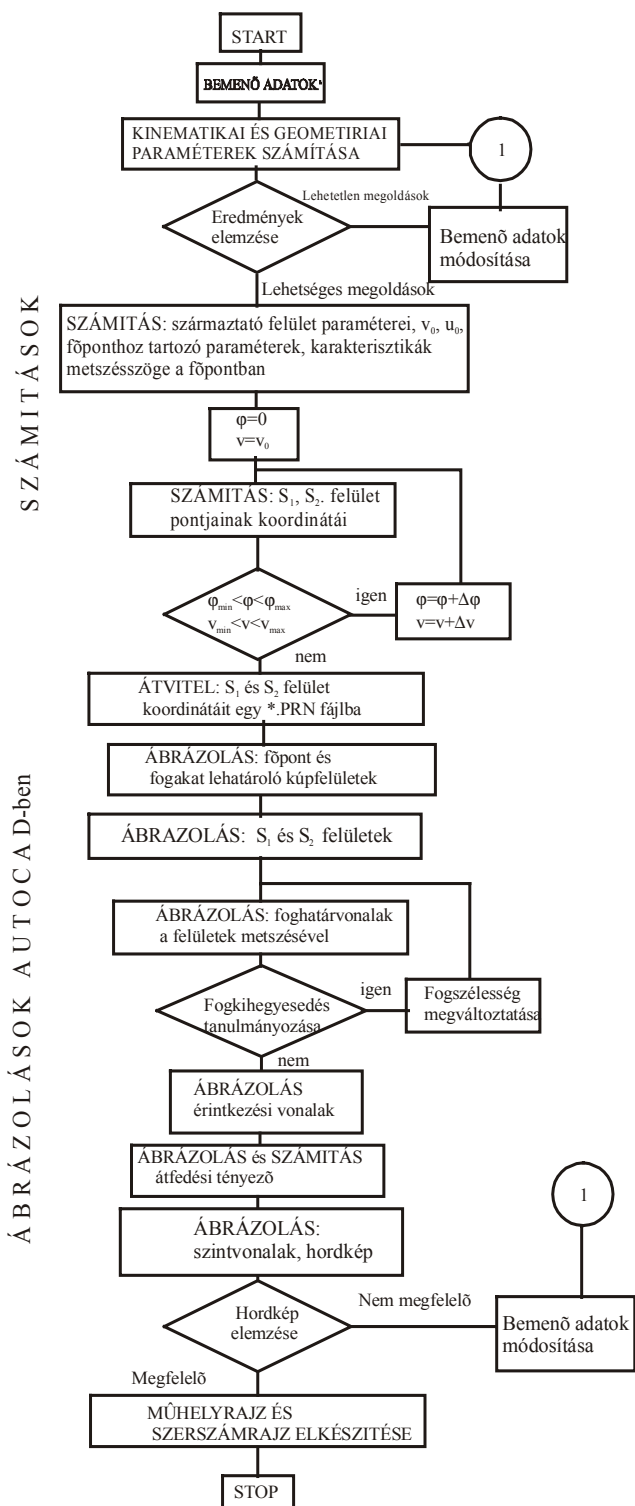 START
BEMENÕ ADATOK
KINEMATIKAI ÉS GEOMETIRIAI
PARAMÉTEREK SZÁMÍTÁSA
1
Lehetetlen megoldások
Eredmények
elemzése
Bemenõ adatok
módosítása
Lehetséges megoldások
SZÁMITÁS: származtató felület paraméterei, v₀, u₀,
fõponthoz tartozó paraméterek, karakterisztikák
metszésszöge a fõpontban
φ=0
v=v₀
SZÁMITÁS: S₁, S₂. felület
pontjainak koordinátái
φmin<φ<φmax
vmin<v<vmax
igen
φ=φ+Δφ
v=v+Δv
nem
ÁTVITEL: S₁ és S₂ felület
koordinátáit egy *.PRN fájlba
SZÁMITÁSOK
ÁBRÁZOLÁS: fõpont és
fogakat lehatároló kúpfelületek
ÁBRAZOLÁS: S₁ és S₂ felületek
ÁBRÁZOLÁS: foghatárvonalak
a felületek metszésével
Fogkihegyesedés
tanulmányozása
igen
Fogszélesség
megváltoztatása
nem
ÁBRÁZOLÁS
érintkezési vonalak
ÁBRÁZOLÁS és SZÁMITÁS
átfedési tényezõ
ÁBRÁZOLÁS:
szintvonalak, hordkép
1
Hordkép
elemzése
Nem megfelelõ
Bemenõ adatok
módosítása
Megfelelõ
MÛHELYRAJZ ÉS
SZERSZÁMRAJZ ELKÉSZITÉSE
STOP
ÁBRÁZOLÁSOK AUTOCAD-ben